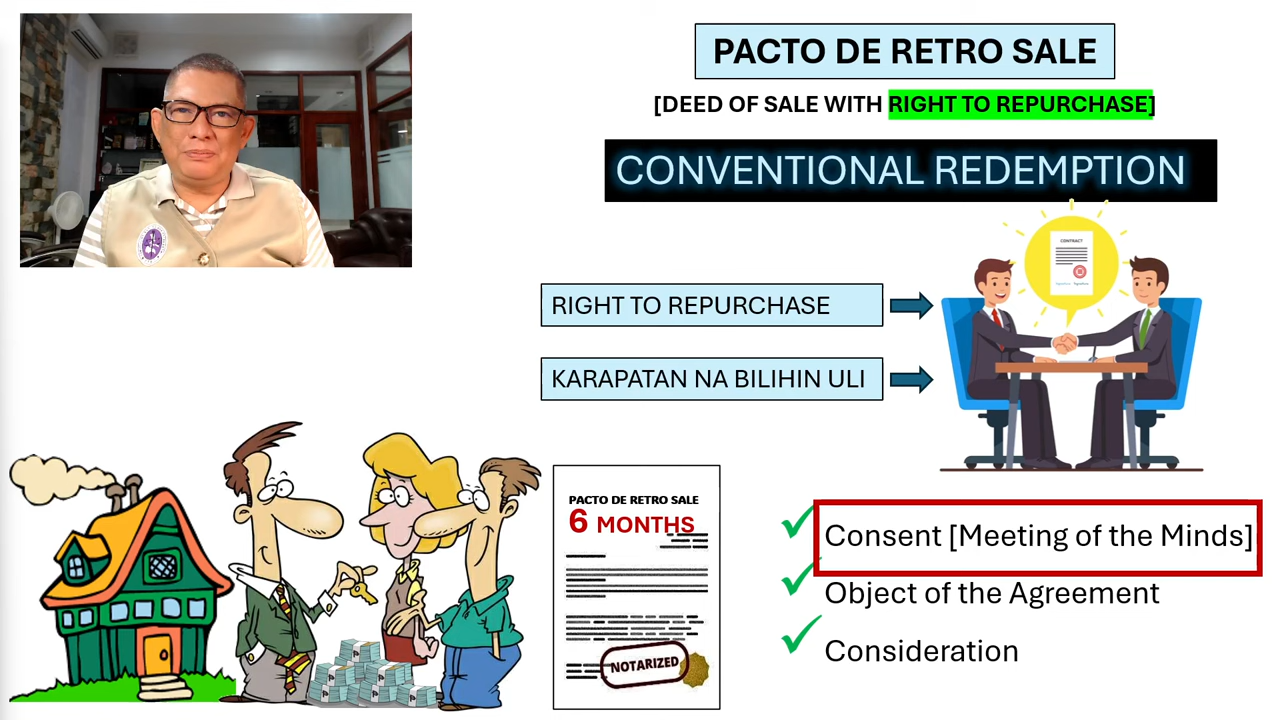 PACTO DE RETRO SALE
[DEED OF SALE WITH RIGHT TO REPURCHASE]
CONVENTIONAL REDEMPTION
CONTRACT
RIGHT TO REPURCHASE
KARAPATAN NA BILIHIN ULI
PACTO DE RETRO SALE
6 MONTHS
NOTARIZED
Consent [Meeting of the Minds]
Object of the Agreement
Consideration